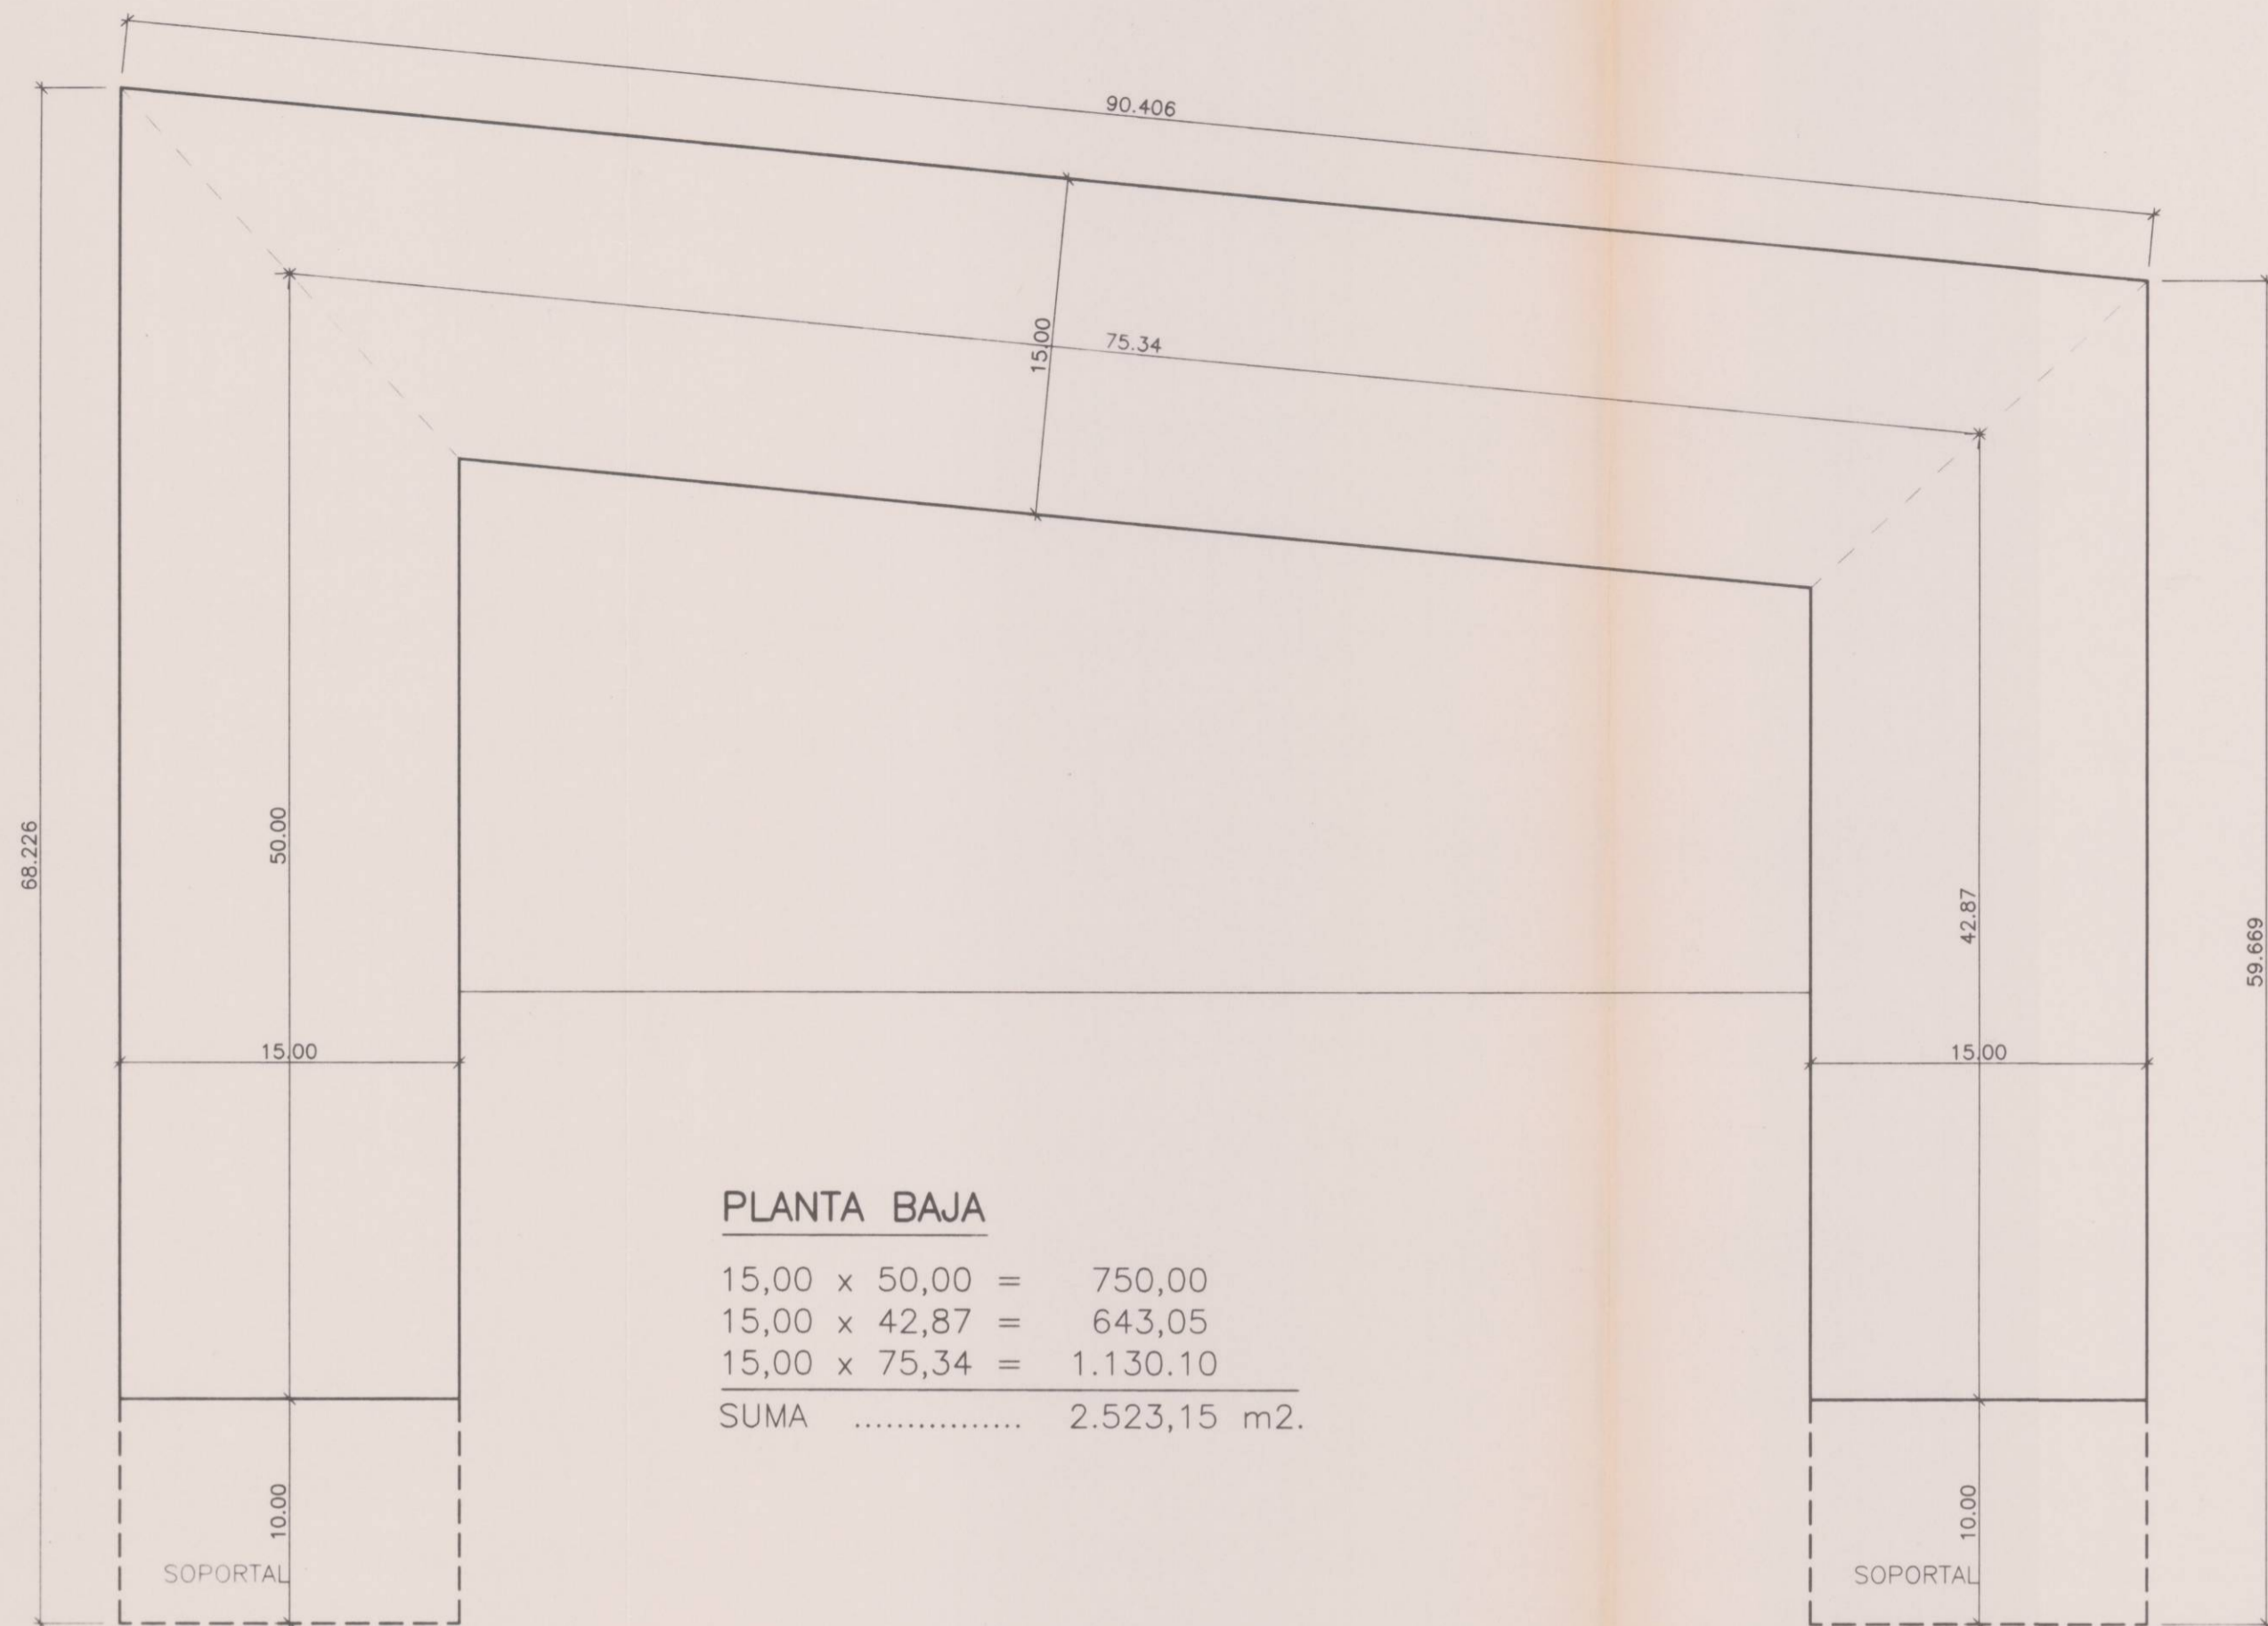 90.406
15.00
75.34
68.226
50.00
42.87
59.669
15.00
15.00
PLANTA BAJA
15,00 x 50,00 = 750,00
15,00 x 42,87 = 643,05
15,00 x 75,34 = 1.130.10
SUMA ................ 2.523,15 m2.
10.00
10.00
SOPORTAL
SOPORTAL